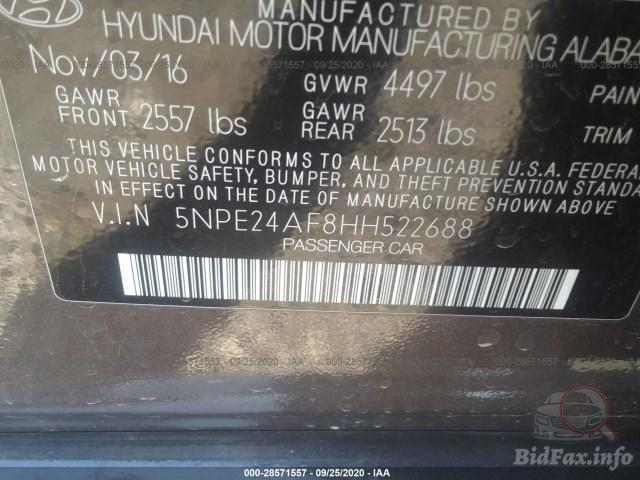 MANUFACTURED BY
HYUNDAI MOTOR MANUFACTURING ALABA
Nov/03/16
GVWR 4497 lbs
PAIN
GAWR
FRONT 2557 lbs
GAWR
REAR 2513 lbs
TRIM
THIS VEHICLE CONFORMS TO ALL APPLICABLE U.S.A. FEDERAL
MOTOR VEHICLE SAFETY, BUMPER, AND THEFT PREVENTION STANDA
IN EFFECT ON THE DATE OF MANUFACTURE SHOWN ABOVE
V.I.N 5NPE24AF8HH522688
PASSENGER CAR
000-28571557 - 09/25/2020 - IAA
BidFax.info